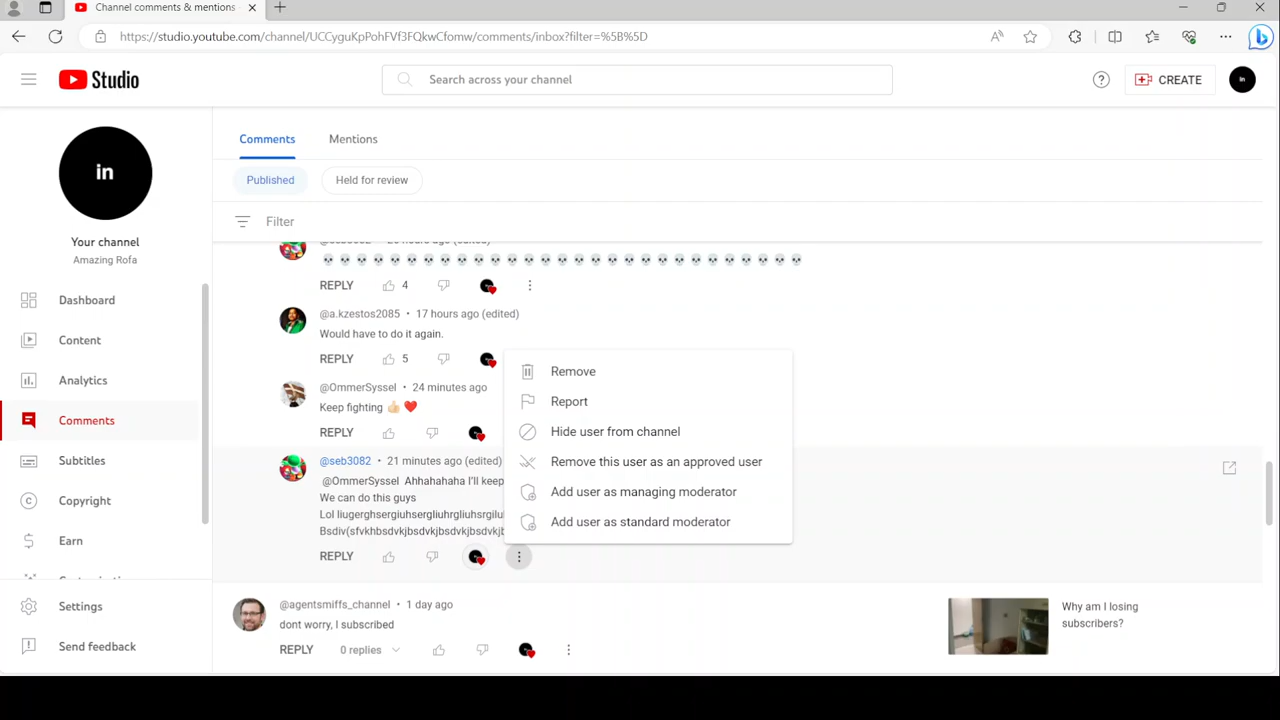 Channel comments & mentions
https://studio.youtube.com/channel/UCCyguKpPohFVf3FQkwCfomw/comments/inbox?filter=%5B%5D
Studio
Search across your channel
CREATE
in
in
Your channel
Amazing Rofa
Dashboard
Content
Analytics
Comments
Subtitles
Copyright
Earn
Settings
Send feedback
Comments
Mentions
Published
Held for review
Filter
💀💀💀💀💀💀💀💀💀💀💀💀💀💀💀💀💀💀💀💀💀💀💀💀💀💀💀💀💀
REPLY 4
@a.kzestos2085 • 17 hours ago (edited)
Would have to do it again.
REPLY 5
@OmmerSyssel • 24 minutes ago
Keep fighting 👍🏻 ❤️
REPLY
@seb3082 • 21 minutes ago (edited)
@OmmerSyssel Ahhahahaha I'll keep
We can do this guys
Lol liugerghsergiuhsergliuhrgliuhsrgilu
Bsdiv(sfvkhbsdvkjbsdvkjbsdvkjbsdvk
REPLY
Remove
Report
Hide user from channel
Remove this user as an approved user
Add user as managing moderator
Add user as standard moderator
@agentsmiffs_channel • 1 day ago
dont worry, I subscribed
REPLY 0 replies
Why am I losing
subscribers?